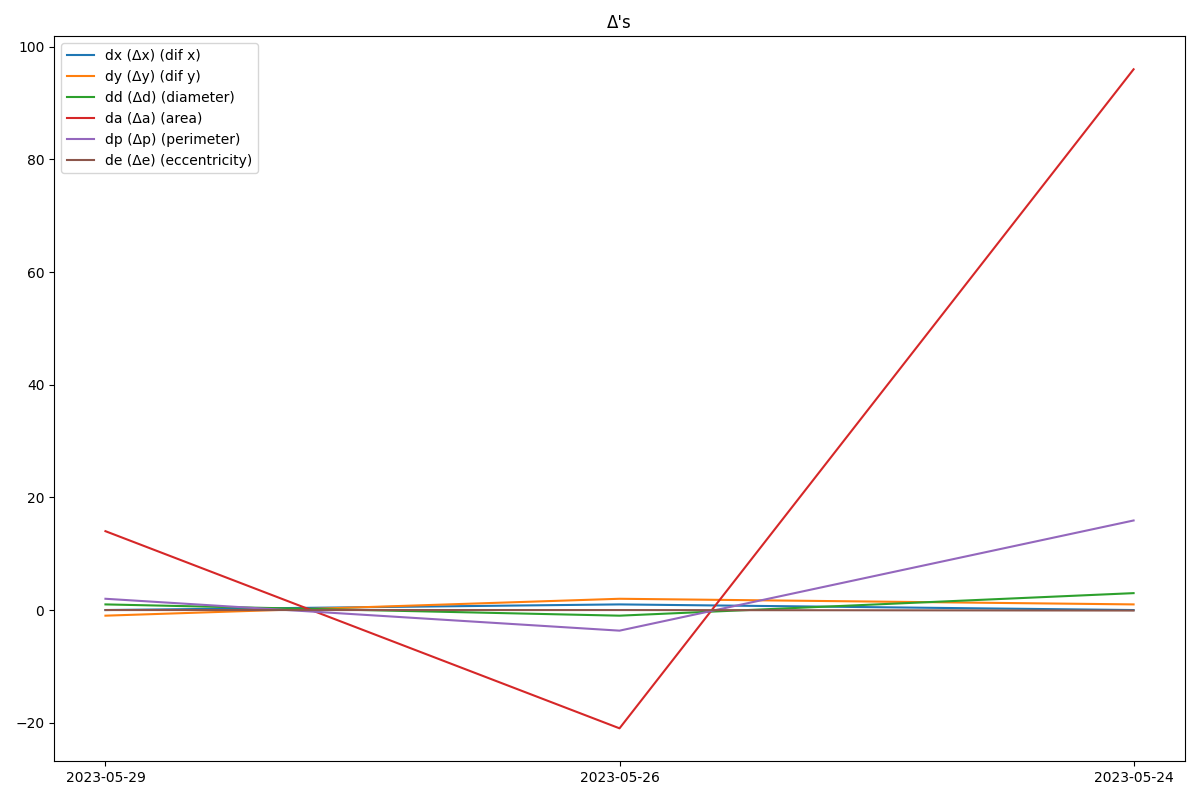 Δ's
dx (Δx) (dif x)
dy (Δy) (dif y)
dd (Δd) (diameter)
da (Δa) (area)
dp (Δp) (perimeter)
de (Δe) (eccentricity)
100
80
60
40
20
0
−20
2023-05-29 2023-05-26 2023-05-24